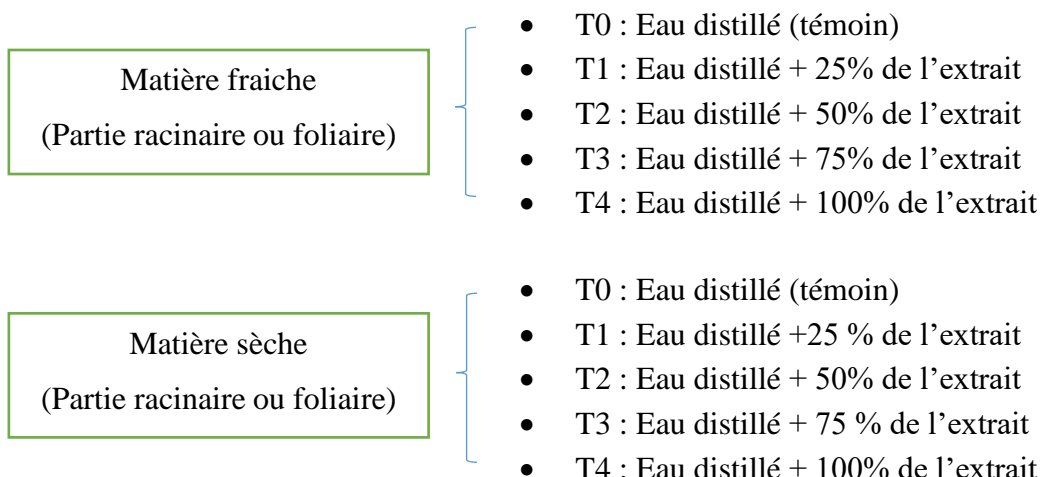 Matière fraiche
(Partie racinaire ou foliaire)
• T0 : Eau distillé (témoin)
• T1 : Eau distillé + 25% de l’extrait
• T2 : Eau distillé + 50% de l’extrait
• T3 : Eau distillé + 75% de l’extrait
• T4 : Eau distillé + 100% de l’extrait
Matière sèche
(Partie racinaire ou foliaire)
• T0 : Eau distillé (témoin)
• T1 : Eau distillé +25 % de l’extrait
• T2 : Eau distillé + 50% de l’extrait
• T3 : Eau distillé + 75 % de l’extrait
• T4 : Eau distillé + 100% de l’extrait